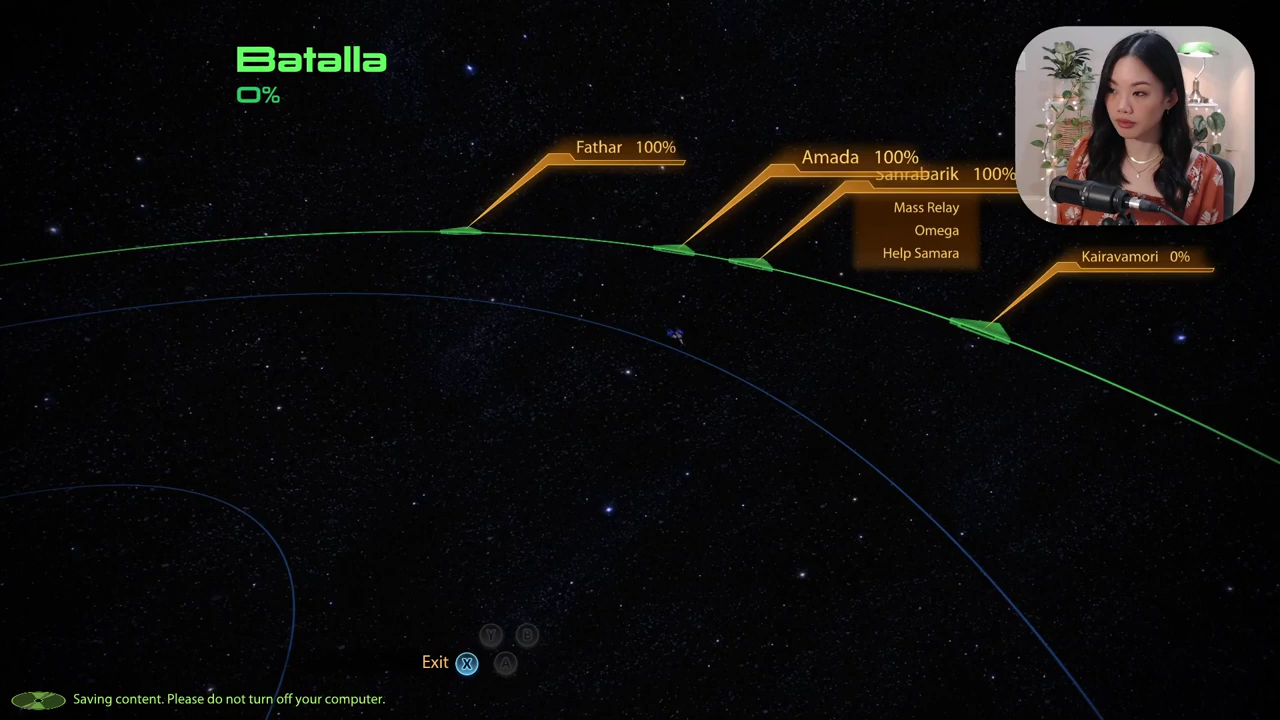 Batalla
0%
Fathar 100%
Amada 100%
Sahrabarik 100%
Mass Relay
Omega
Help Samara
Kairavamori 0%
Y B
Exit X A
Saving content. Please do not turn off your computer.